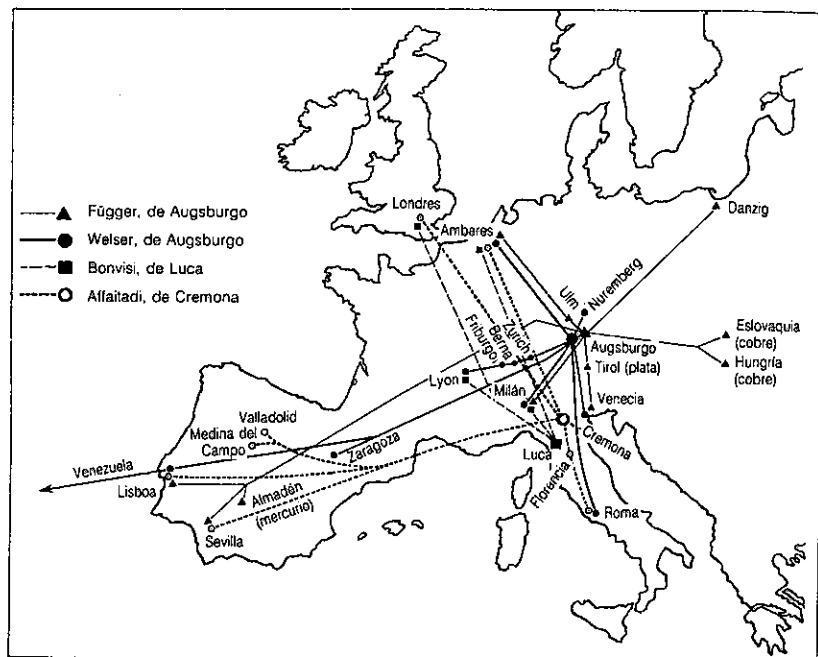 Függer, de Augsburgo
Welser, de Augsburgo
Bonvisi, de Luca
Affaitadi, de Cremona
Londres
Amberes
Danzig
Ulm
Nuremberg
Augsburgo
Tirol (plata)
Eslovaquia
(cobre)
Hungría
(cobre)
Friburgo
Berna
Zurich
Lyon
Milán
Venecia
Cremona
Luca
Florencia
Roma
Valladolid
Medina del
Campo
Zaragoza
Venezuela
Lisboa
Almadén
(mercurio)
Sevilla